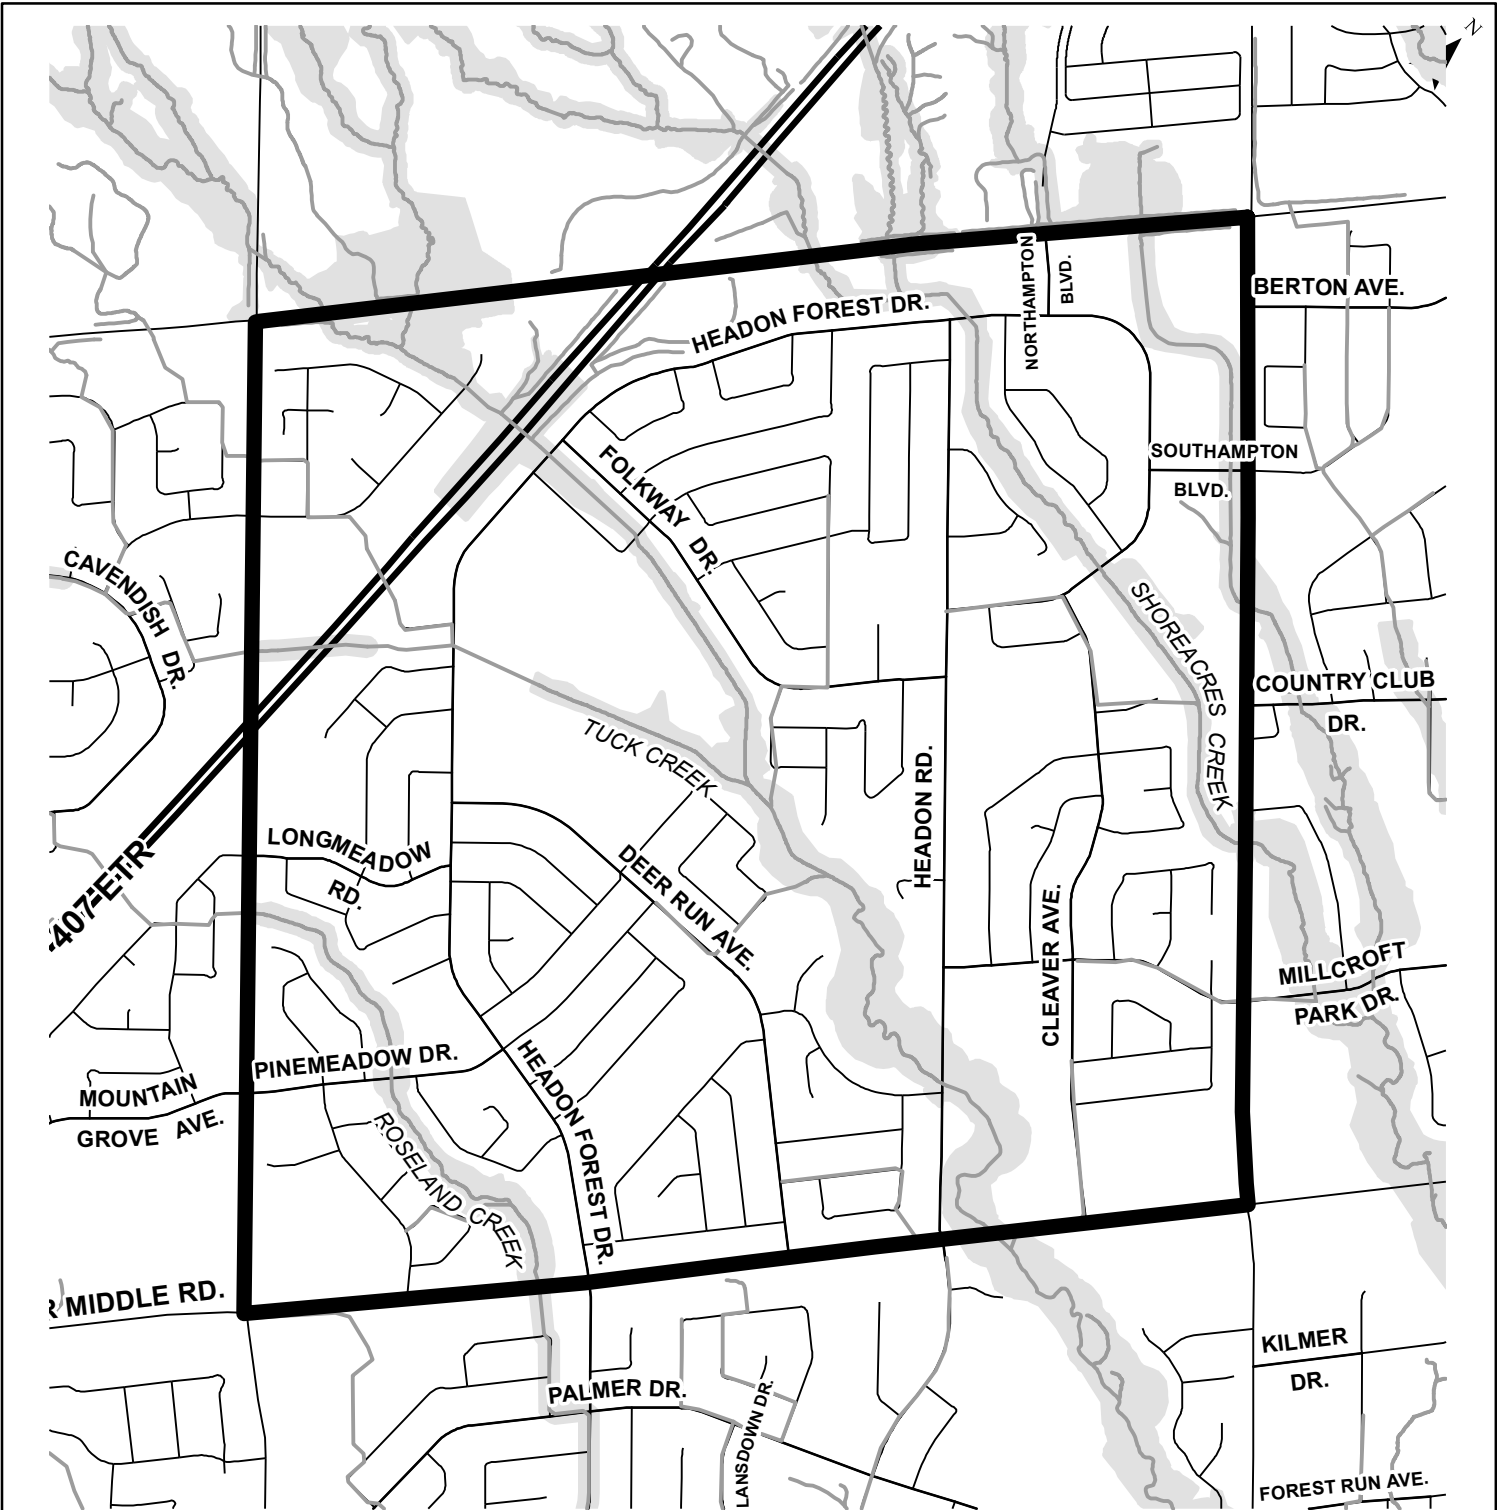 N
BERTON AVE.
NORTHAMPTON
BLVD.
HEADON FOREST DR.
SOUTHAMPTON
BLVD.
FOLKWAY DR.
CAVENDISH DR.
SHOREACRES CREEK
COUNTRY CLUB
DR.
TUCK CREEK
HEADON RD.
407-ETR
LONGMEADOW
RD.
DEER RUN AVE.
CLEAVER AVE.
MILLCROFT
PARK DR.
PINEMEADOW DR.
MOUNTAIN
GROVE AVE.
HEADON FOREST DR.
ROSELAND CREEK
R MIDDLE RD.
KILMER
DR.
PALMER DR.
LANSDOWN DR.
FOREST RUN AVE.